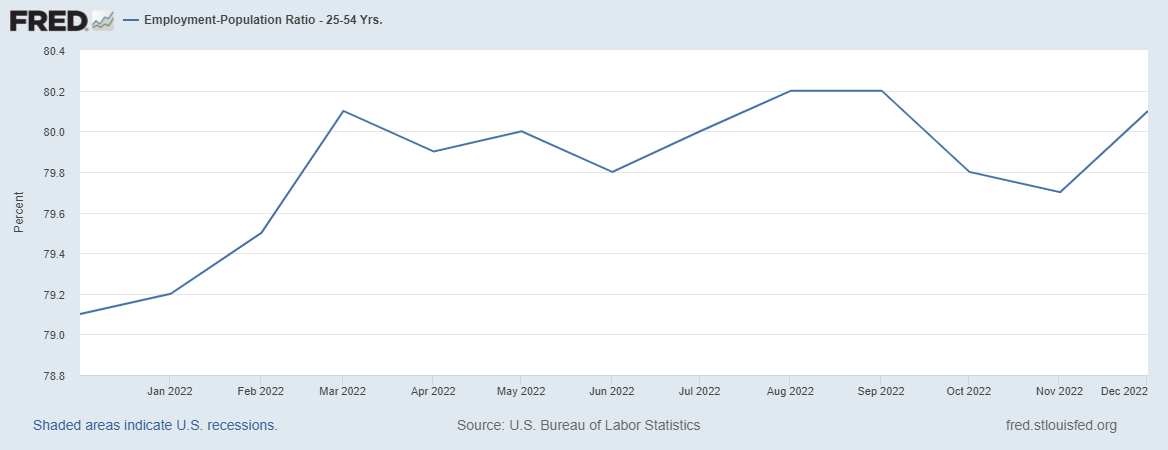 FRED
Employment-Population Ratio - 25-54 Yrs.
80.4
80.2
80.0
79.8
79.6
79.4
79.2
79.0
78.8
Percent
Jan 2022 Feb 2022 Mar 2022 Apr 2022 May 2022 Jun 2022 Jul 2022 Aug 2022 Sep 2022 Oct 2022 Nov 2022 Dec 2022
Shaded areas indicate U.S. recessions. Source: U.S. Bureau of Labor Statistics fred.stlouisfed.org